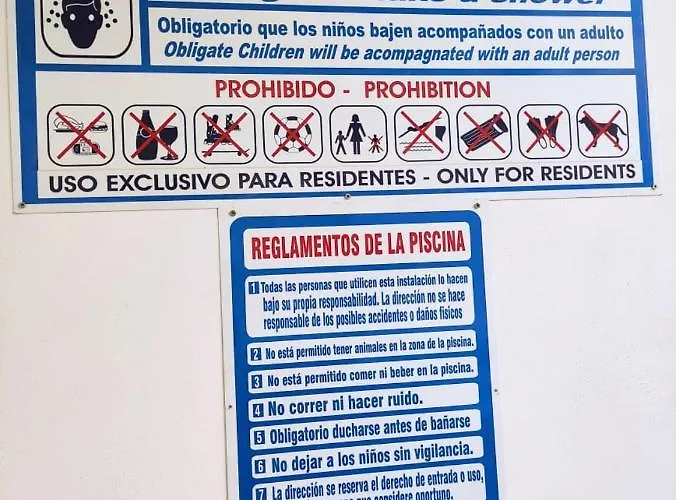 Obligatorio que los niños bajen acompañados con un adulto
Obligate Children will be acompagnated with an adult person
PROHIBIDO - PROHIBITION
USO EXCLUSIVO PARA RESIDENTES - ONLY FOR RESIDENTS
REGLAMENTOS DE LA PISCINA
1 Todas las personas que utilicen esta instalación lo hacen
bajo su propia responsabilidad. La dirección no se hace
responsable de los posibles accidentes o daños fisicos
2 No está permitido tener animales en la zona de la piscina.
3 No está permitido comer ni beber en la piscina.
4 No correr ni hacer ruido.
5 Obligatorio ducharse antes de bañarse
6 No dejar a los niños sin vigilancia.
7 La dirección se reserva el derecho de entrada o uso,
que considere oportuno.